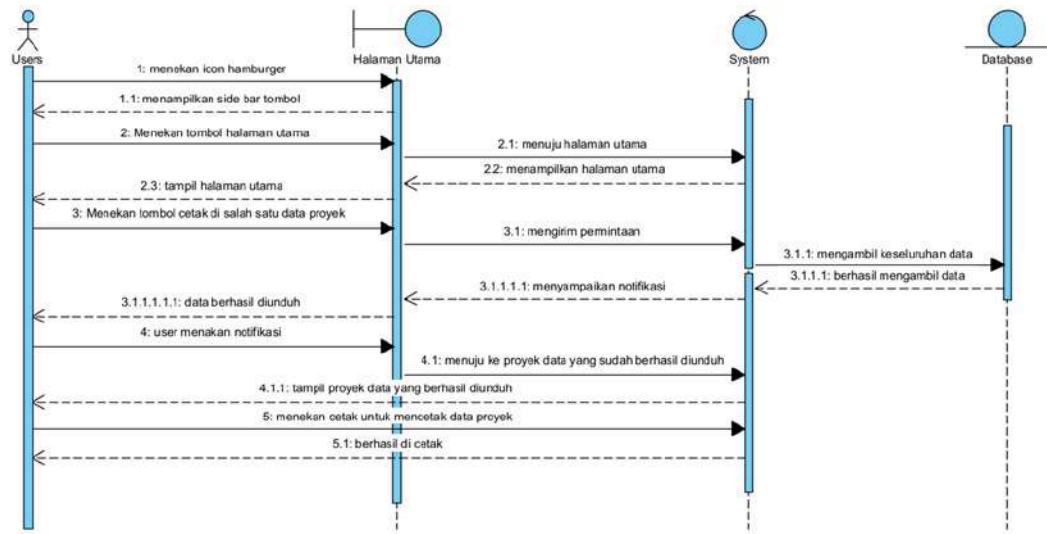 Users
Halaman Utama
System
Database
1: menekan icon hamburger
1.1: menampilkan side bar tombol
2: Menekan tombol halaman utama
2.1: menuju halaman utama
2.2: menampilkan halaman utama
2.3: tampil halaman utama
3: Menekan tombol cetak di salah satu data proyek
3.1: mengirim permintaan
3.1.1: mengambil keseluruhan data
3.1.1.1: berhasil mengambil data
3.1.1.1.1: menyampaikan notifikasi
3.1.1.1.1.1: data berhasil diunduh
4: user menakan notifikasi
4.1: menuju ke proyek data yang sudah berhasil diunduh
4.1.1: tampil proyek data yang berhasil diunduh
5: menekan cetak untuk mencetak data proyek
5.1: berhasil di cetak